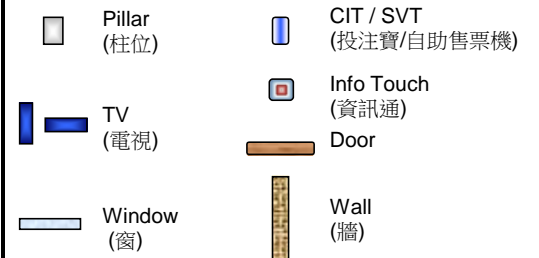 Pillar
(柱位)
TV
(電視)
Window
(窗)
CIT / SVT
(投注寶/自助售票機)
Info Touch
(資訊通)
Door
Wall
(牆)